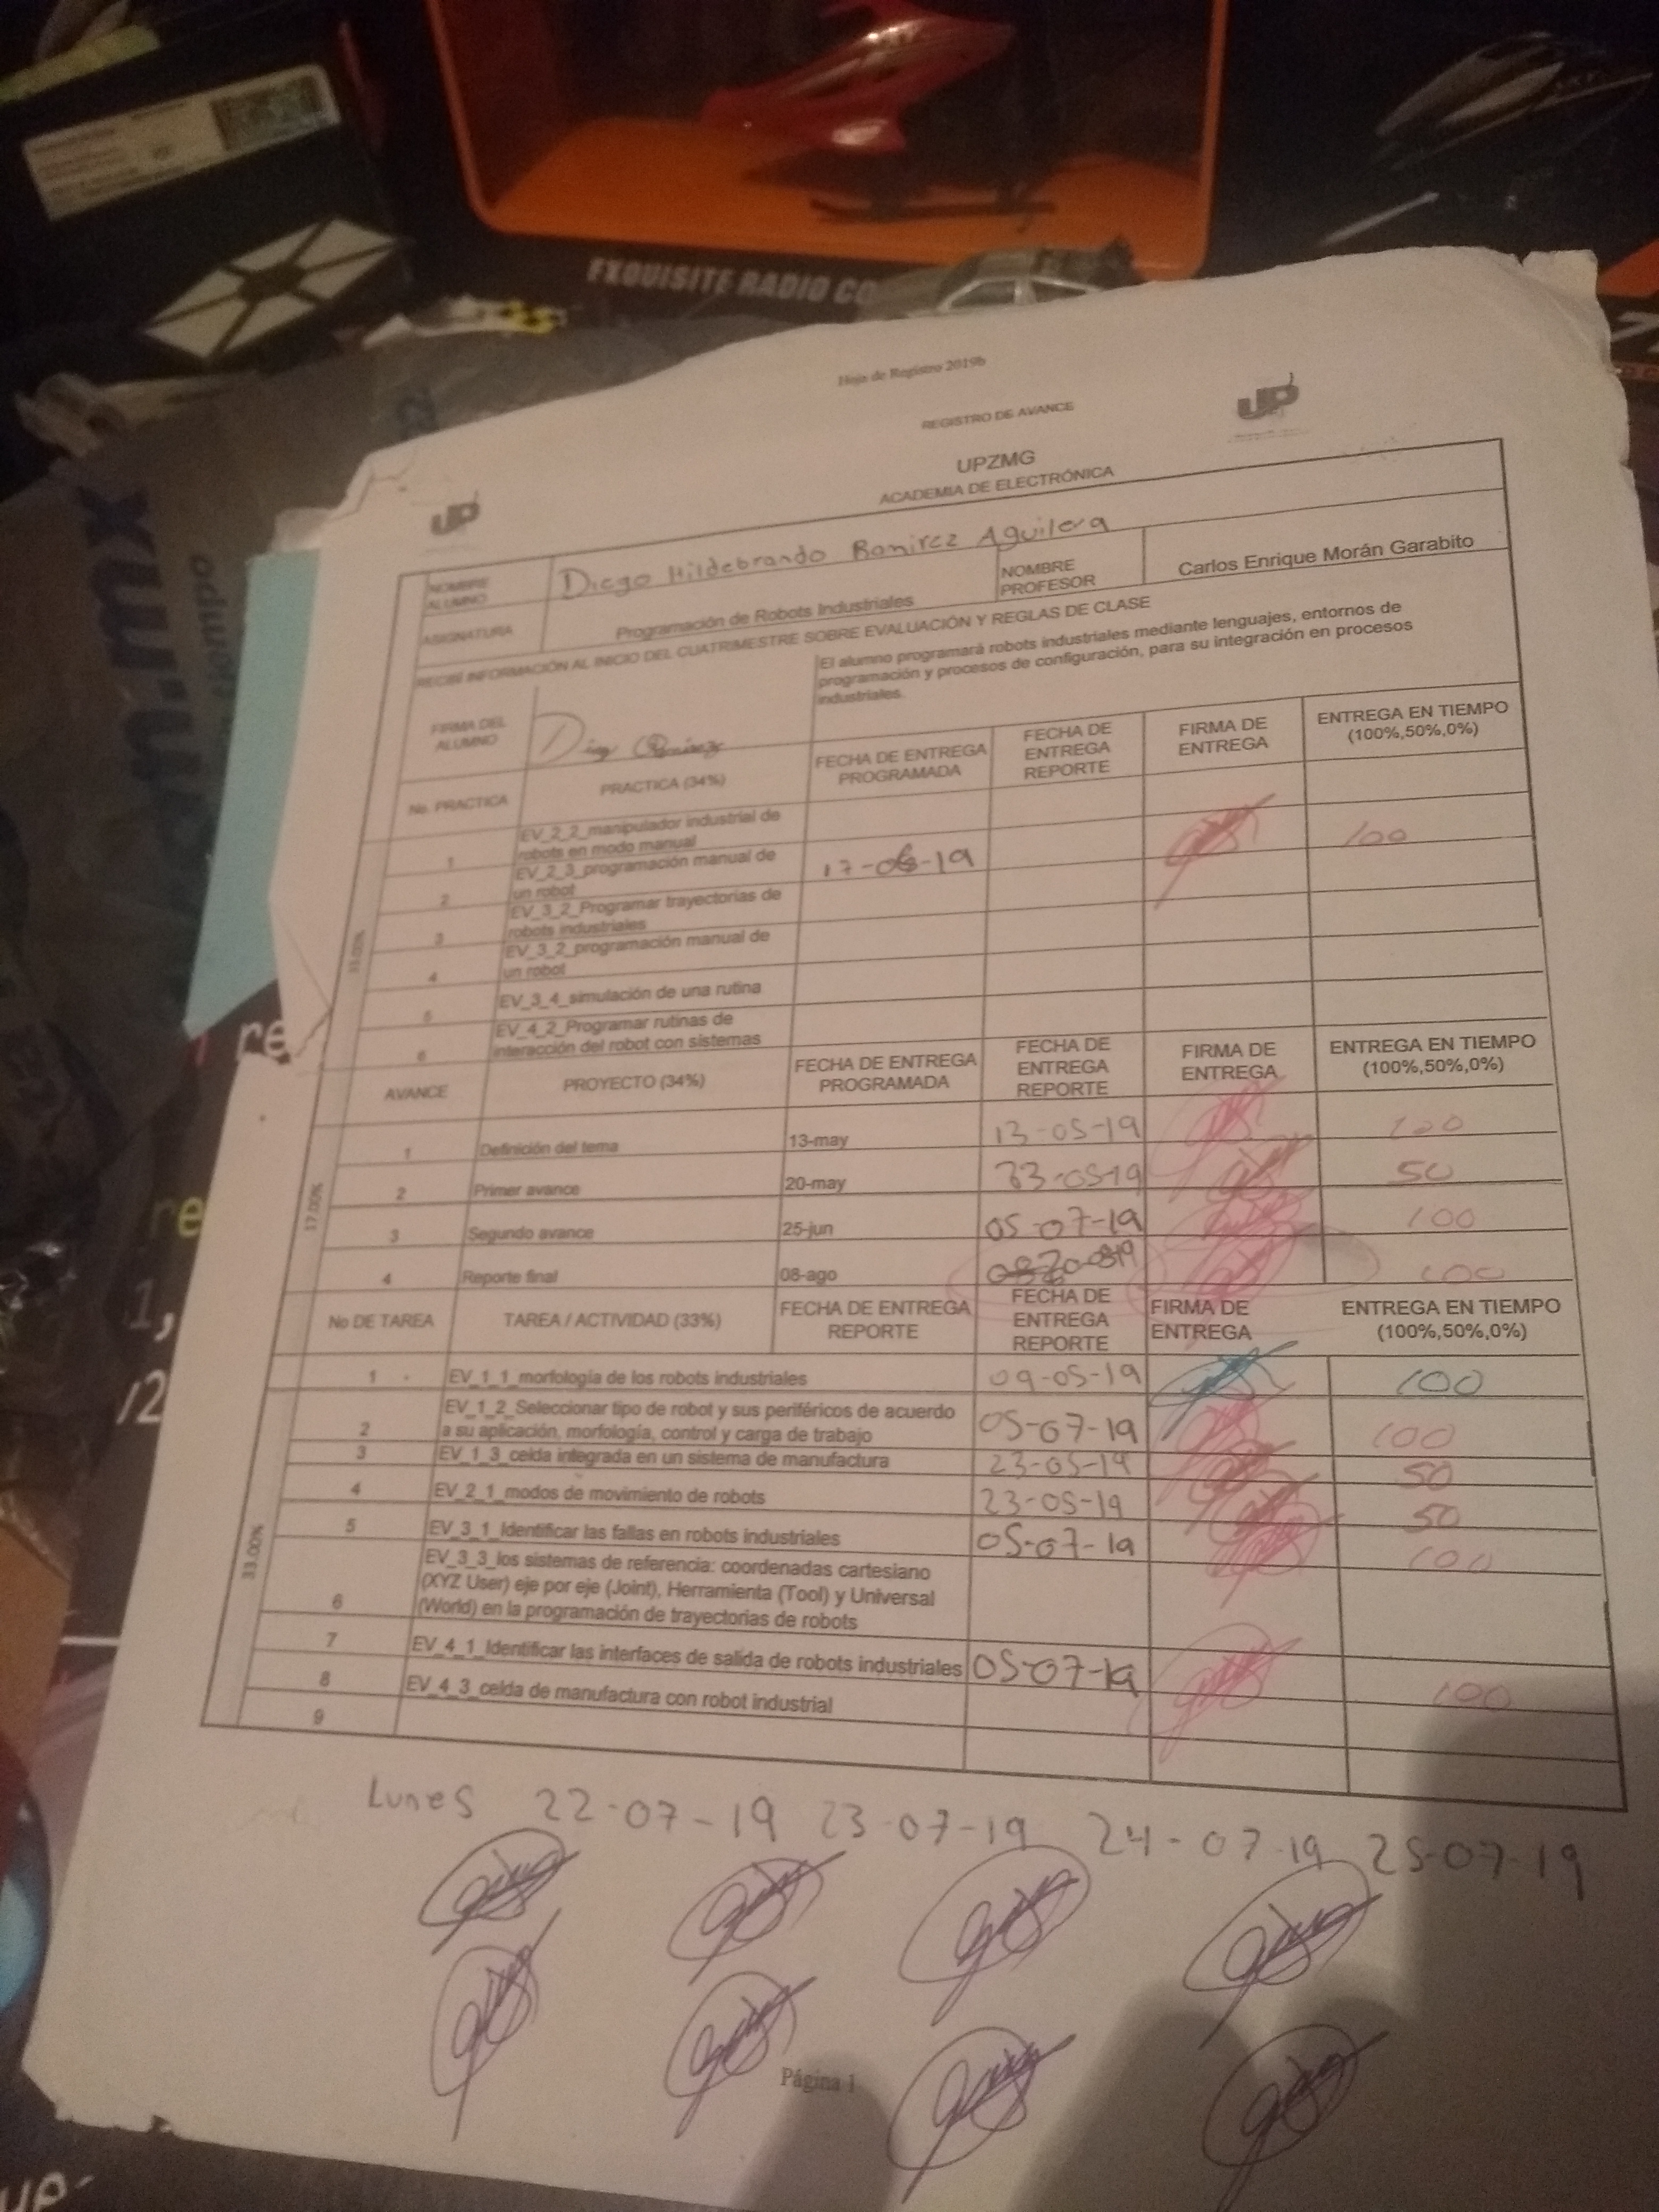 EXQUISITE RADIO CO
Hoja de Registro 2019b
REGISTRO DE AVANCE
UP
UPZMG
UP
ACADEMIA DE ELECTRÓNICA
NOMBRE ALUMNO Diego Hildebrando Ramirez Aguilera NOMBRE PROFESOR Carlos Enrique Morán Garabito
ASIGNATURA Programación de Robots Industriales
RECIBÍ INFORMACIÓN AL INICIO DEL CUATRIMESTRE SOBRE EVALUACIÓN Y REGLAS DE CLASE
El alumno programará robots industriales mediante lenguajes, entornos de
programación y procesos de configuración, para su integración en procesos
industriales.
FIRMA DEL ALUMNO Diego Ramirez
No. PRACTICA PRACTICA (34%) FECHA DE ENTREGA PROGRAMADA FECHA DE ENTREGA REPORTE FIRMA DE ENTREGA ENTREGA EN TIEMPO (100%,50%,0%)
33.00%
1 EV_2_2_manipulador industrial de robots en modo manual
2 EV_2_3_programación manual de un robot 17-06-19 100
3 EV_3_2_Programar trayectorias de robots industriales
4 EV_3_2_programación manual de un robot
5 EV_3_4_simulación de una rutina
6 EV_4_2_Programar rutinas de interacción del robot con sistemas
AVANCE PROYECTO (34%) FECHA DE ENTREGA PROGRAMADA FECHA DE ENTREGA REPORTE FIRMA DE ENTREGA ENTREGA EN TIEMPO (100%,50%,0%)
17.00%
1 Definición del tema 13-may 13-05-19 100
2 Primer avance 20-may 23-05-19 50
3 Segundo avance 25-jun 05-07-19 100
4 Reporte final 08-ago 100
No DE TAREA TAREA / ACTIVIDAD (33%) FECHA DE ENTREGA REPORTE FECHA DE ENTREGA REPORTE FIRMA DE ENTREGA ENTREGA EN TIEMPO (100%,50%,0%)
33.00%
1 EV_1_1_morfología de los robots industriales 09-05-19 100
2 EV_1_2_Seleccionar tipo de robot y sus periféricos de acuerdo
a su aplicación, morfología, control y carga de trabajo 05-07-19 100
3 EV_1_3_celda integrada en un sistema de manufactura 23-05-19 50
4 EV_2_1_modos de movimiento de robots 23-05-19 50
5 EV_3_1_Identificar las fallas en robots industriales 05-07-19 100
6 EV_3_3_los sistemas de referencia: coordenadas cartesiano
(XYZ User) eje por eje (Joint), Herramienta (Tool) y Universal
(World) en la programación de trayectorias de robots
7 EV_4_1_Identificar las interfaces de salida de robots industriales 05-07-19 100
8 EV_4_3_celda de manufactura con robot industrial
9
Lunes 22-07-19 23-07-19 24-07-19 25-07-19
Página 1